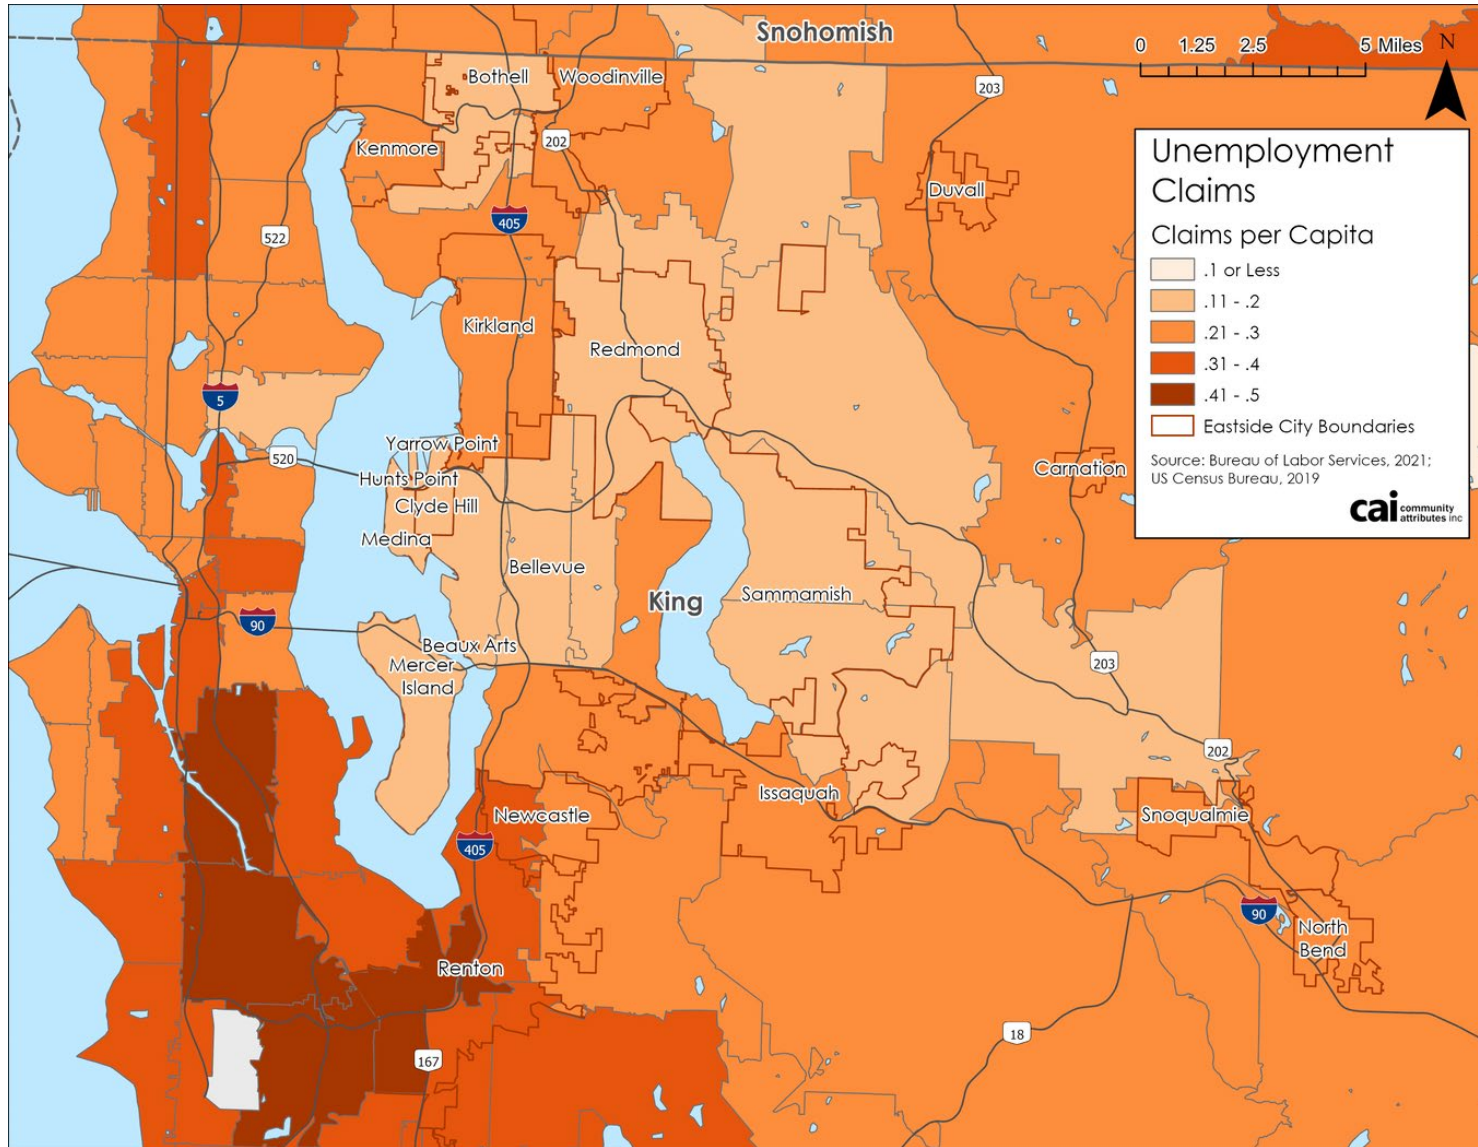 Snohomish
0 1.25 2.5 5 Miles
N
Bothell
Woodinville
203
202
Kenmore
Duvall
405
522
Unemployment
Claims
Claims per Capita
.1 or Less
.11 - .2
.21 - .3
.31 - .4
.41 - .5
Eastside City Boundaries
Source: Bureau of Labor Services, 2021;
US Census Bureau, 2019
cai community
attributes inc
Kirkland
Redmond
5
Yarrow Point
520
Hunts Point
Carnation
Clyde Hill
Medina
Bellevue
King
Sammamish
90
Beaux Arts
Mercer
Island
203
202
Issaquah
Newcastle
Snoqualmie
405
90
North
Bend
Renton
18
167